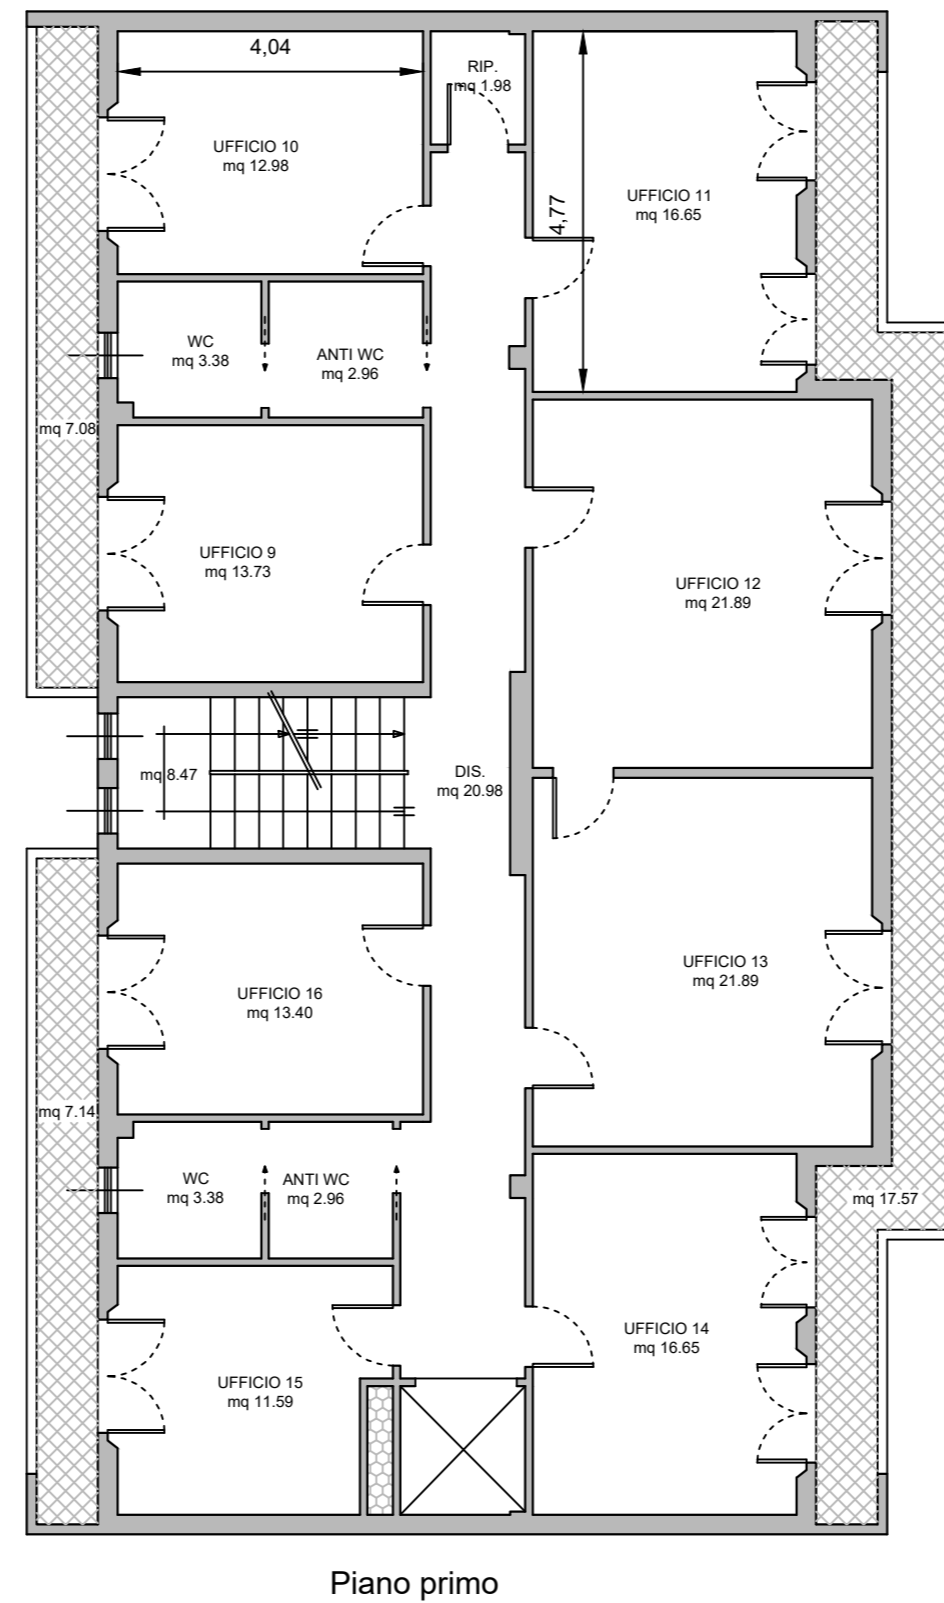 4,04
RIP.
mq 1.98
UFFICIO 10
mq 12.98
UFFICIO 11
mq 16.65
4,77
WC
mq 3.38
ANTI WC
mq 2.96
mq 7.08
UFFICIO 9
mq 13.73
UFFICIO 12
mq 21.89
mq 8.47
DIS.
mq 20.98
UFFICIO 13
mq 21.89
UFFICIO 16
mq 13.40
mq 7.14
WC
mq 3.38
ANTI WC
mq 2.96
mq 17.57
UFFICIO 14
mq 16.65
UFFICIO 15
mq 11.59
Piano primo